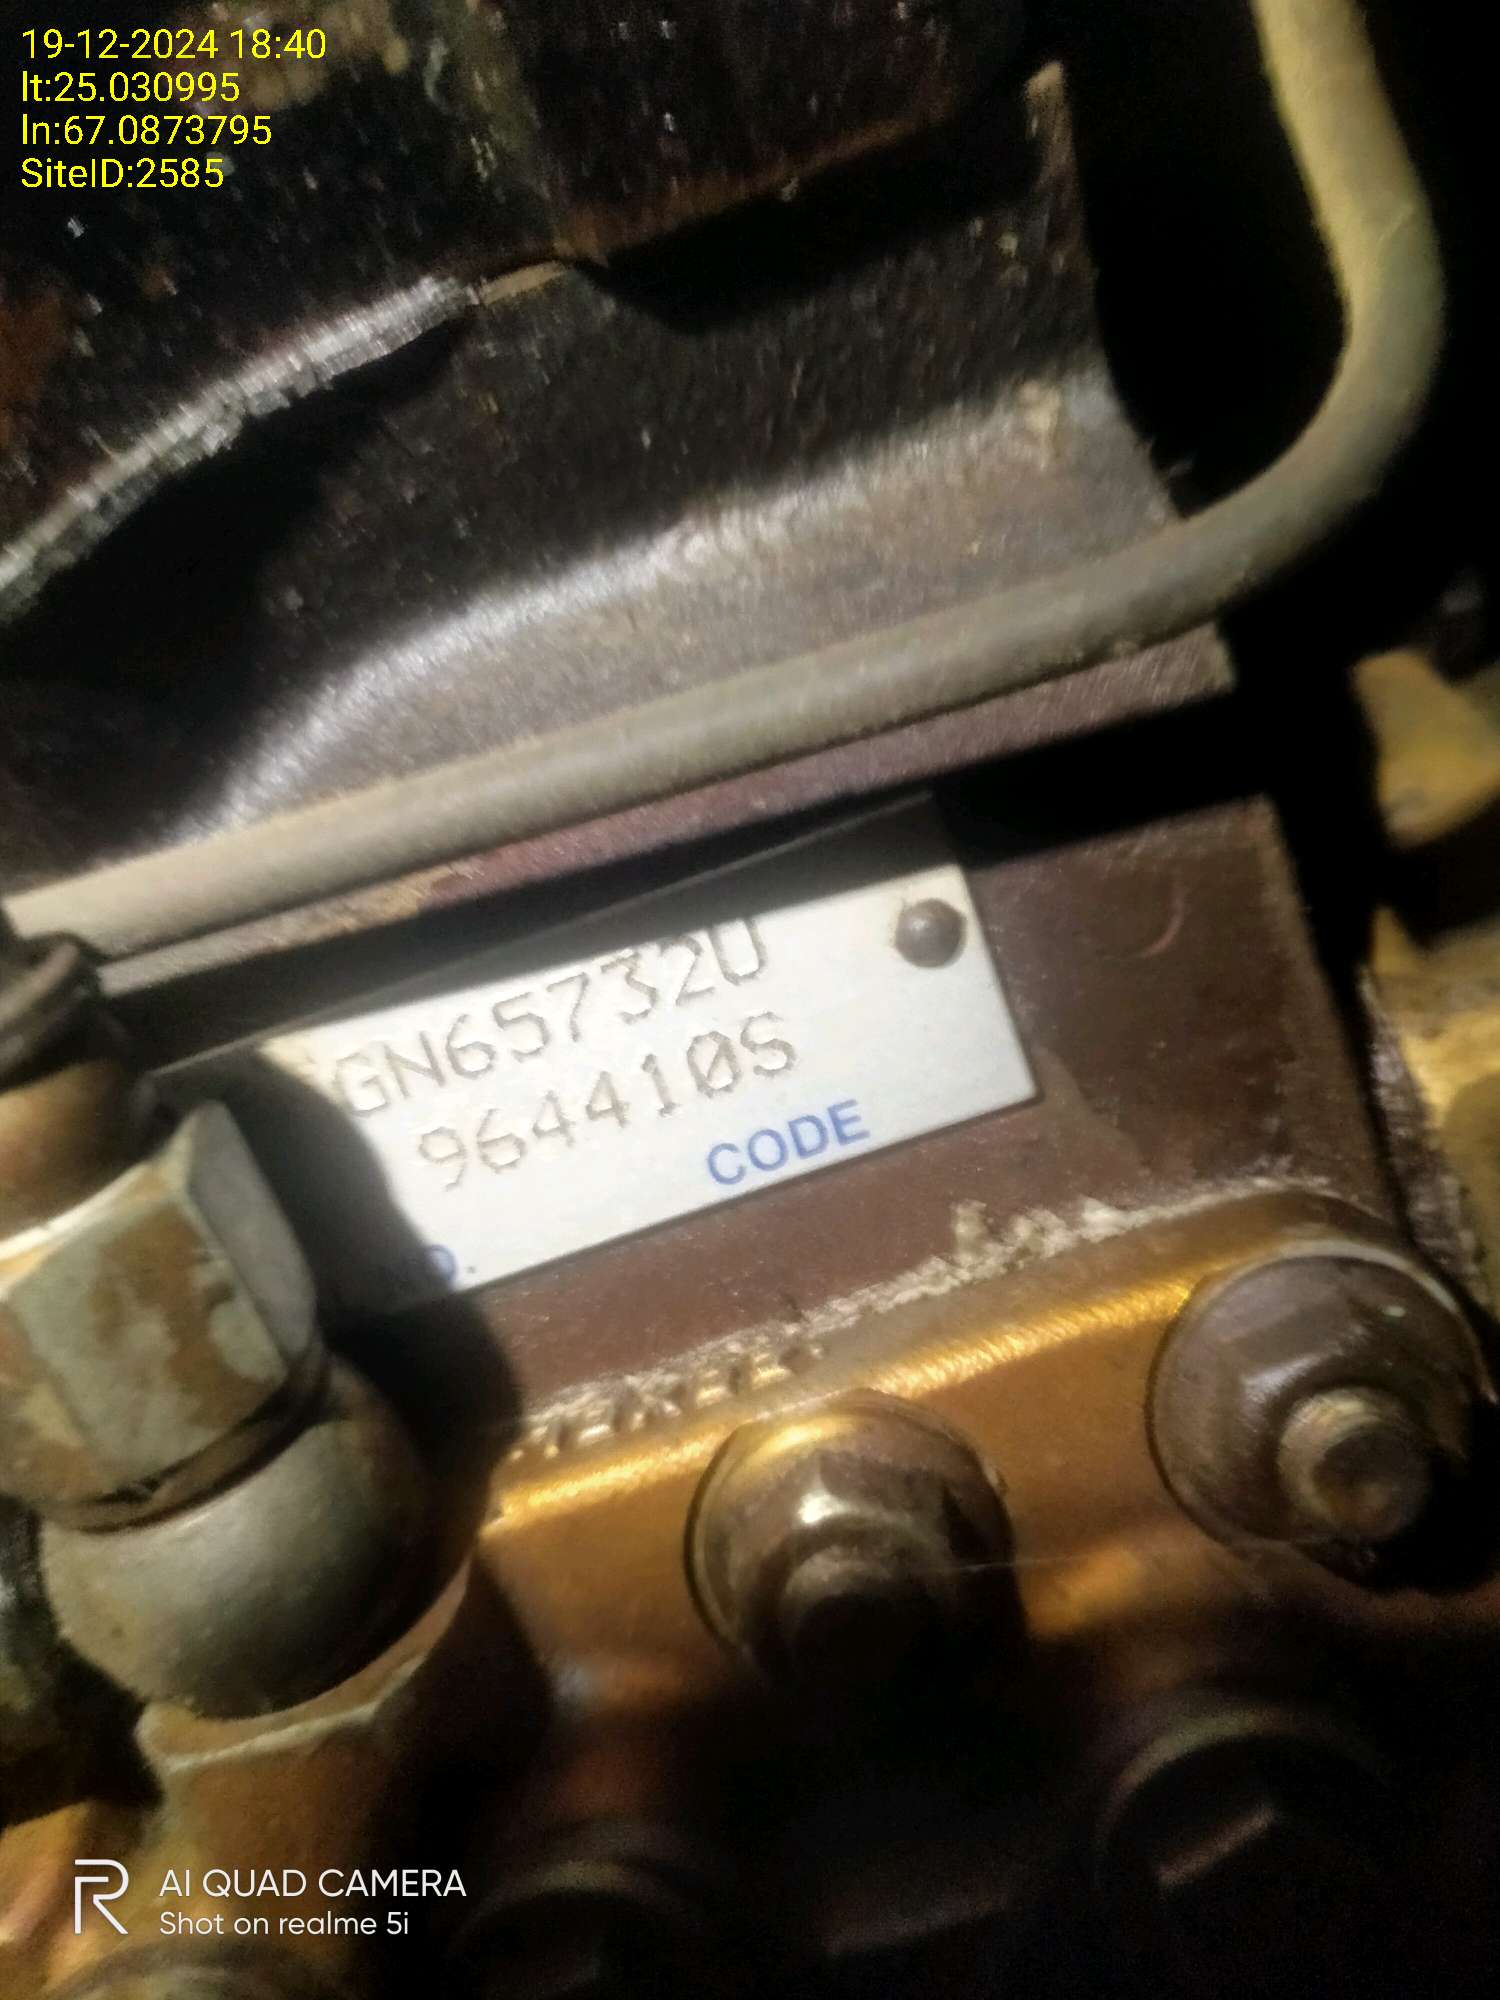 19-12-2024 18:40
lt:25.030995
ln:67.0873795
SiteID:2585
GN65732U
964410S
CODE
AI QUAD CAMERA
Shot on realme 5i